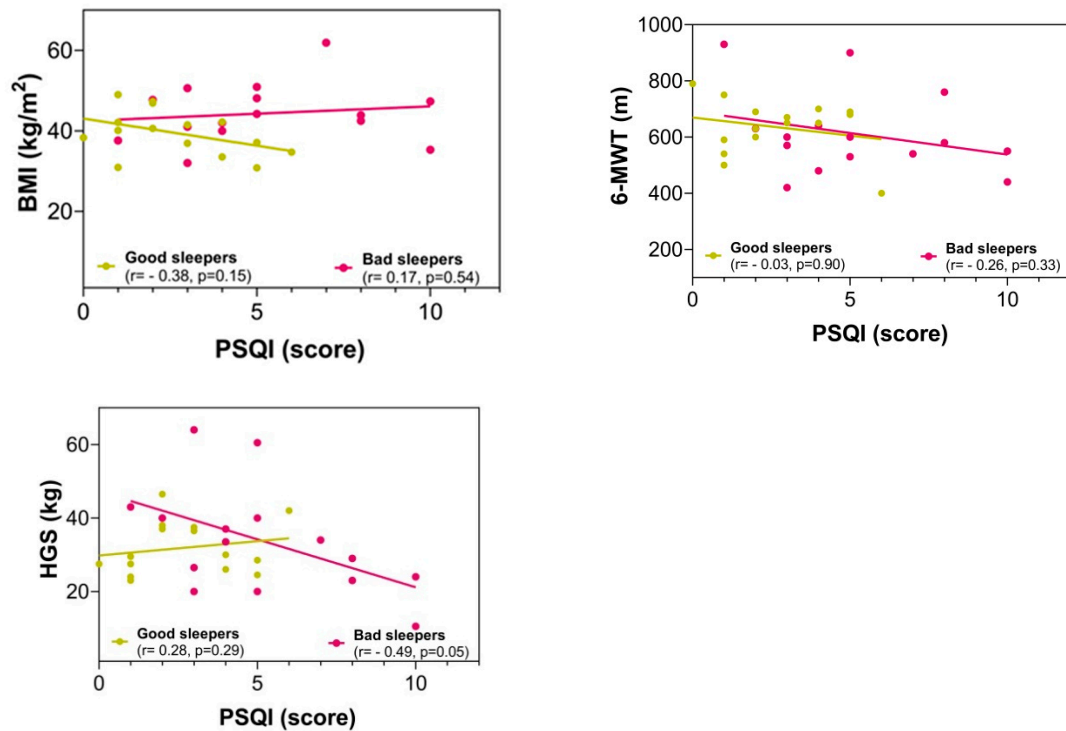 BMI (kg/m²)
60
40
20
Good sleepers
(r= - 0.38, p=0.15)
Bad sleepers
(r= 0.17, p=0.54)
0 5 10
PSQI (score)
6-MWT (m)
1000
800
600
400
200
Good sleepers
(r= - 0.03, p=0.90)
Bad sleepers
(r= - 0.26, p=0.33)
0 5 10
PSQI (score)
HGS (kg)
60
40
20
Good sleepers
(r= 0.28, p=0.29)
Bad sleepers
(r= - 0.49, p=0.05)
0 5 10
PSQI (score)